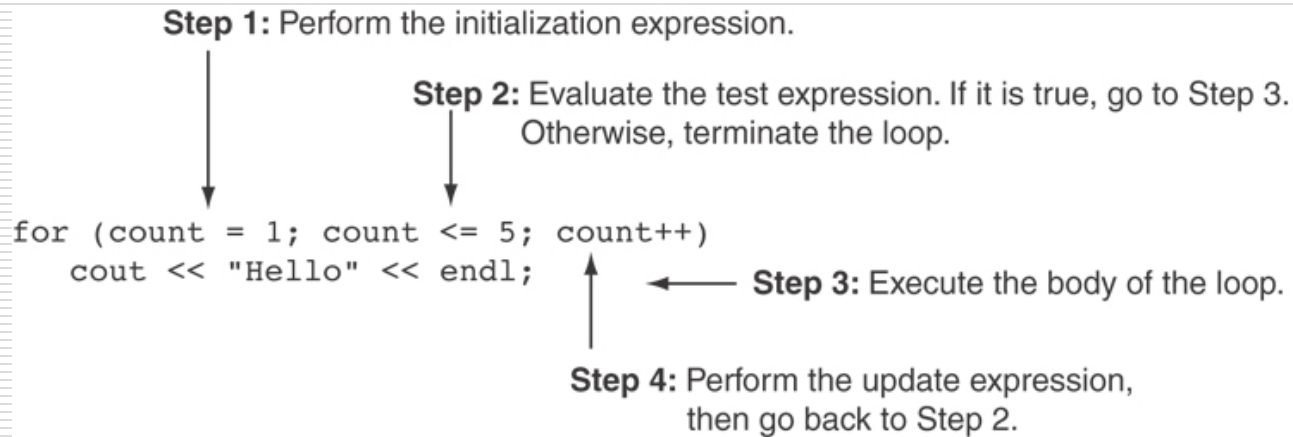 Step 1: Perform the initialization expression.
Step 2: Evaluate the test expression. If it is true, go to Step 3.
Otherwise, terminate the loop.
for (count = 1; count <= 5; count++)
cout << "Hello" << endl;
Step 3: Execute the body of the loop.
Step 4: Perform the update expression,
then go back to Step 2.